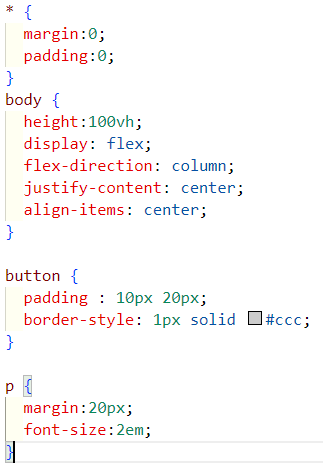 * {
  margin:0;
  padding:0;
}
body {
  height:100vh;
  display: flex;
  flex-direction: column;
  justify-content: center;
  align-items: center;
}

button {
  padding : 10px 20px;
  border-style: 1px solid #ccc;
}

p {
  margin:20px;
  font-size:2em;
}